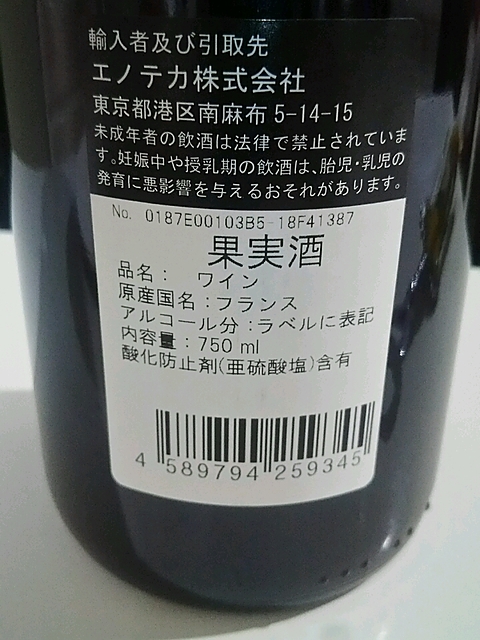 輸入者及び引取先
エノテカ株式会社
東京都港区南麻布 5-14-15
未成年者の飲酒は法律で禁止されていま
す。妊娠中や授乳期の飲酒は、胎児・乳児の
発育に悪影響を与えるおそれがあります。
No. 0187E00103B5-18F41387
果実酒
品名： ワイン
原産国名：フランス
アルコール分：ラベルに表記
内容量：750 ml
酸化防止剤(亜硫酸塩)含有
4 589794 259345